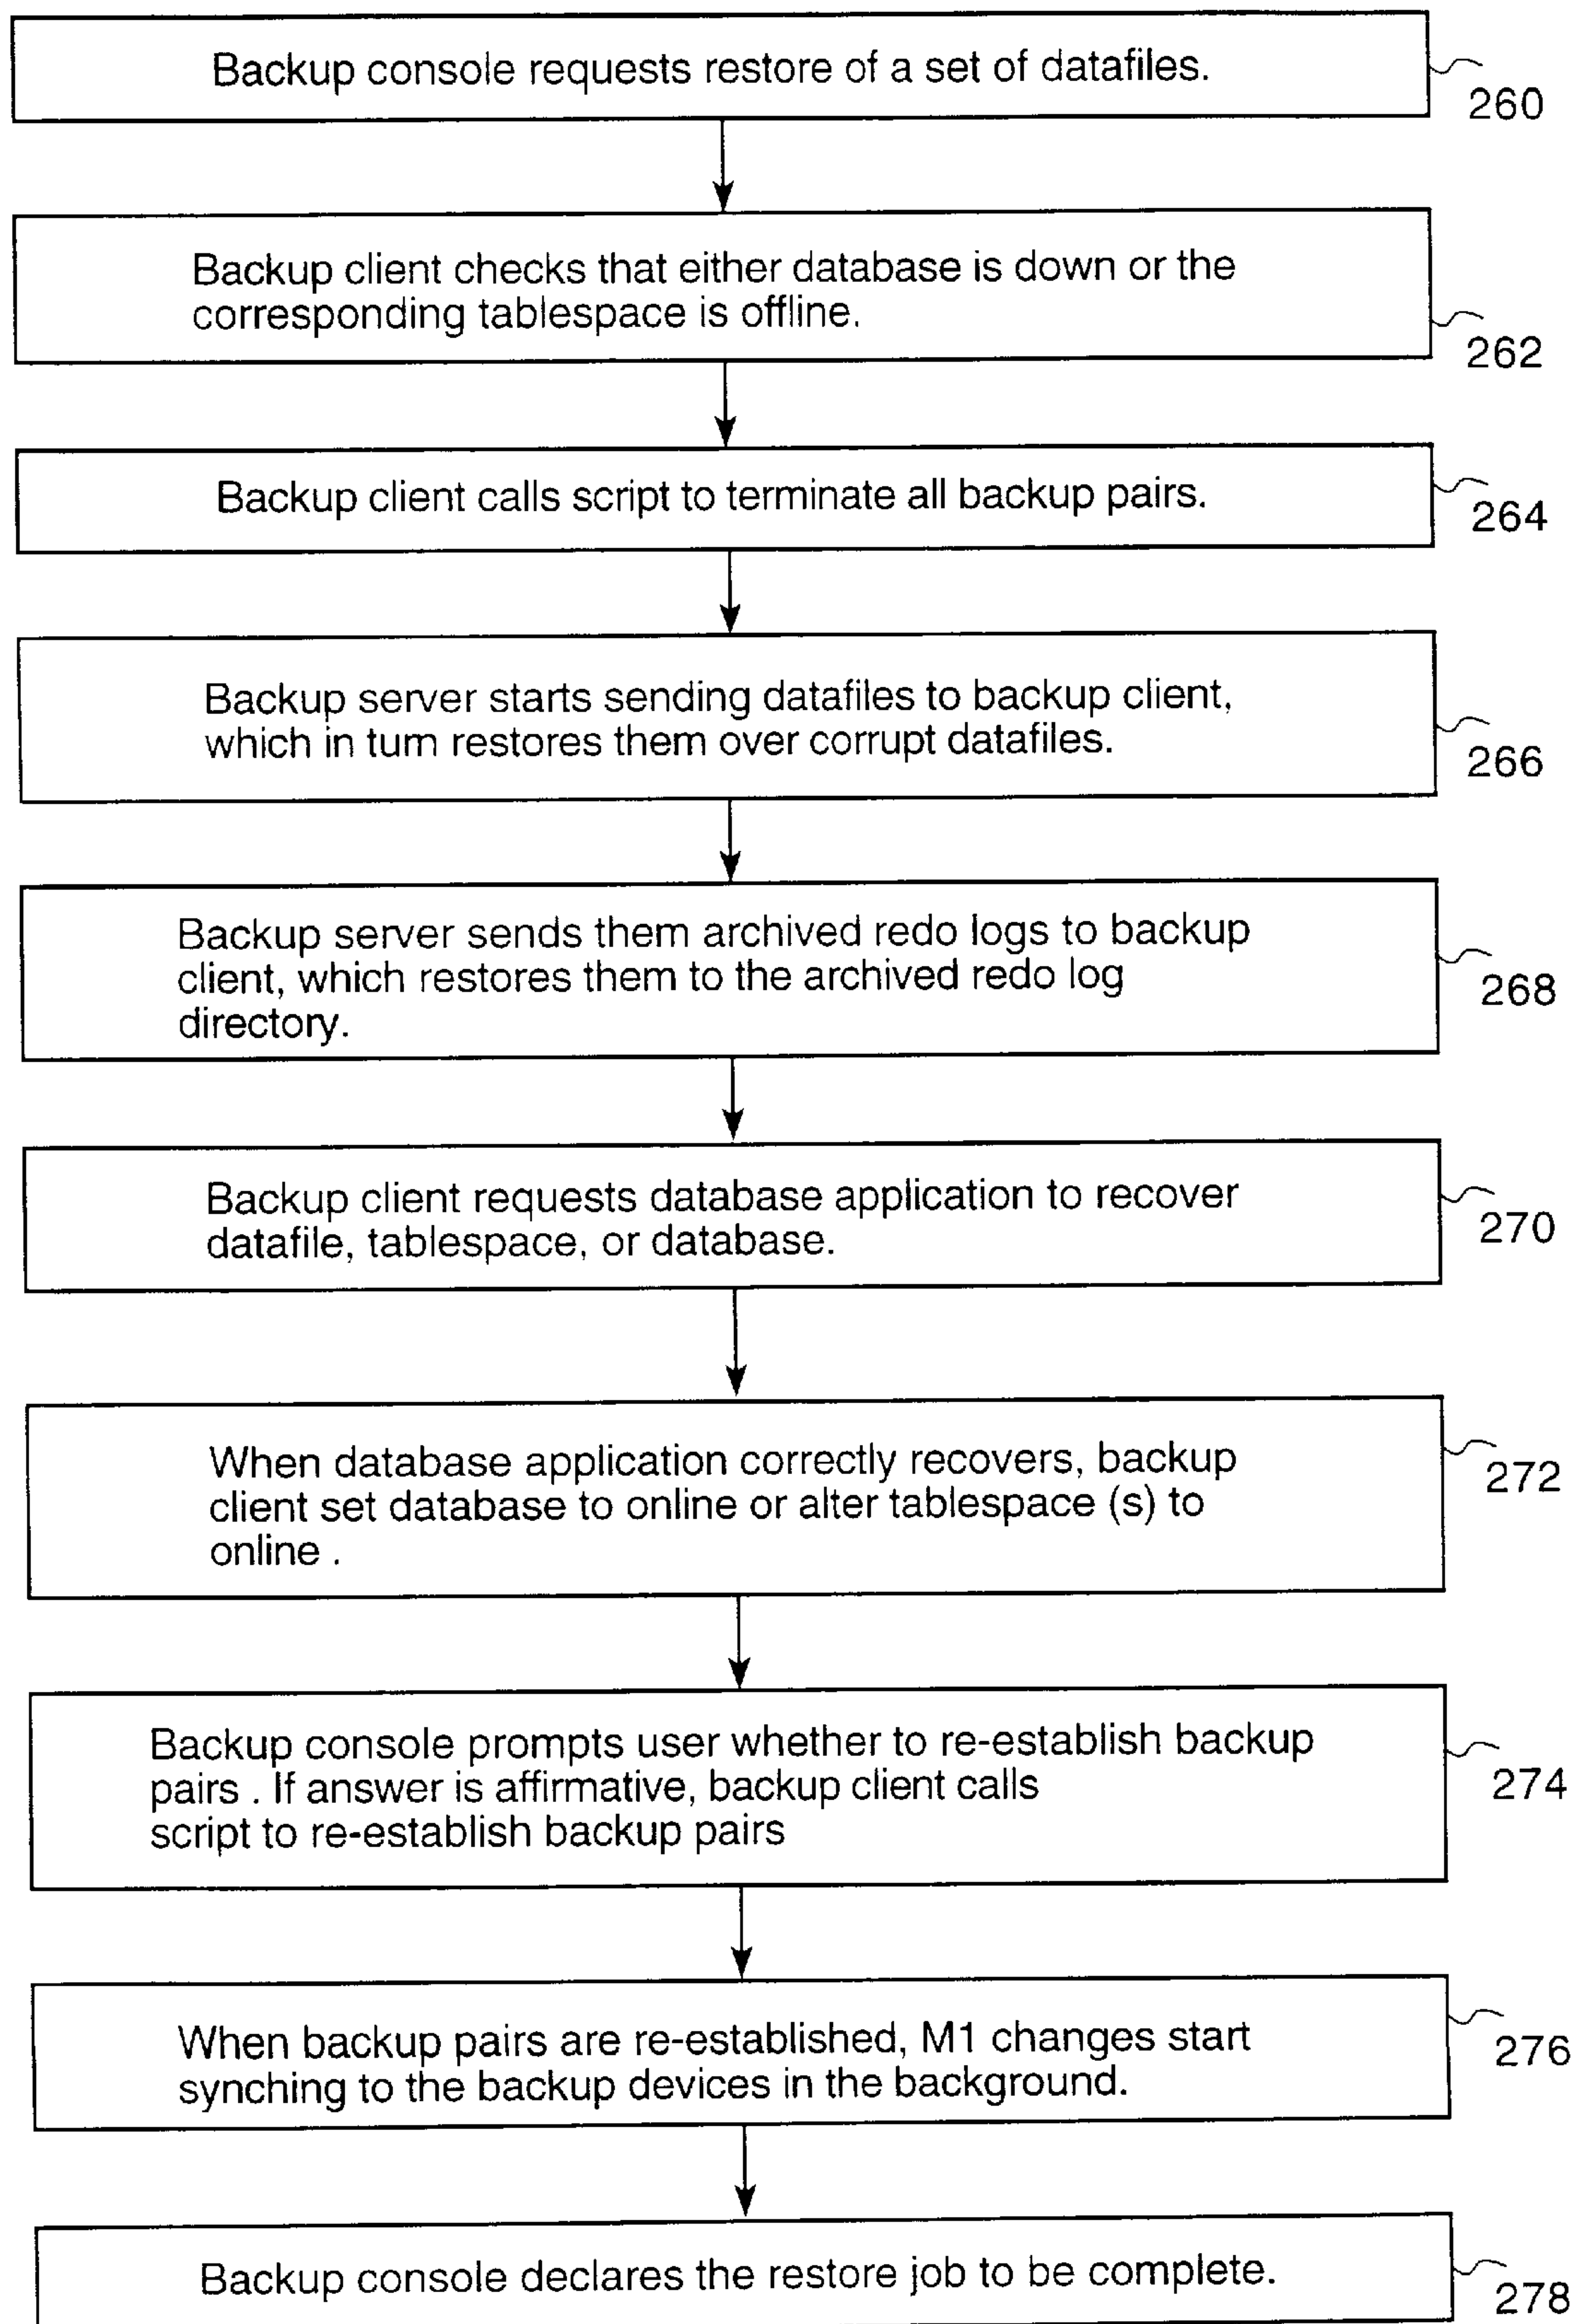 Backup console requests restore of a set of datafiles.
260
Backup client checks that either database is down or the
corresponding tablespace is offline.
262
Backup client calls script to terminate all backup pairs.
264
Backup server starts sending datafiles to backup client,
which in turn restores them over corrupt datafiles.
266
Backup server sends them archived redo logs to backup
client, which restores them to the archived redo log
directory.
268
Backup client requests database application to recover
datafile, tablespace, or database.
270
When database application correctly recovers, backup
client set database to online or alter tablespace (s) to
online .
272
Backup console prompts user whether to re-establish backup
pairs . If answer is affirmative, backup client calls
script to re-establish backup pairs
274
When backup pairs are re-established, M1 changes start
synching to the backup devices in the background.
276
Backup console declares the restore job to be complete.
278